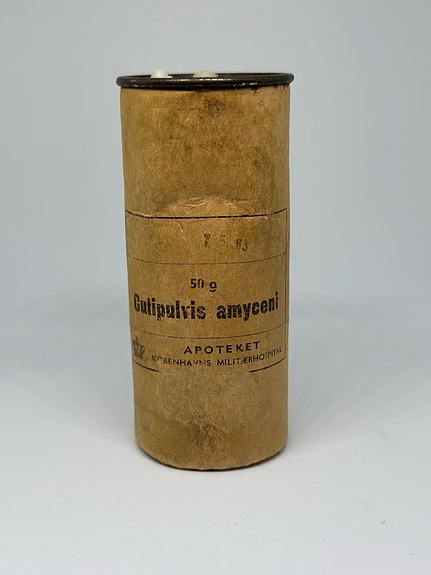 50 g
Cutipulvis amyceni
APOTEKET
KØBENHAVNS MILITÆRHOSPITAL